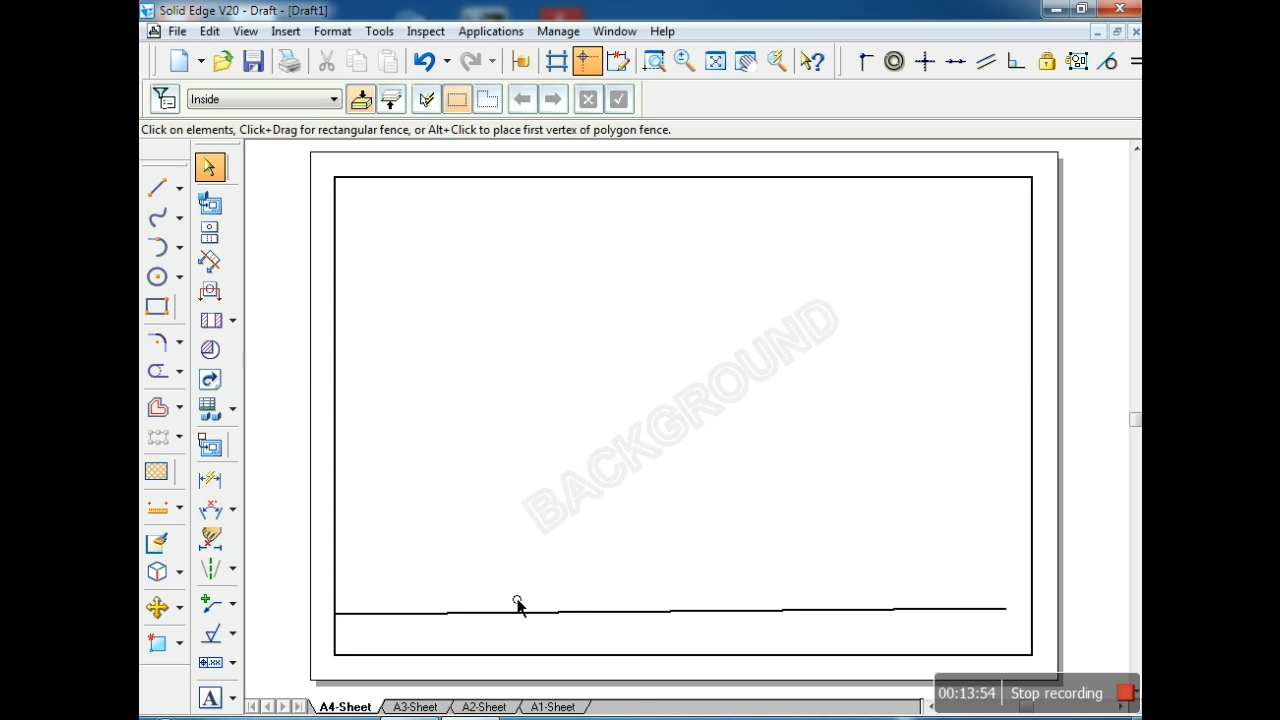 Solid Edge V20 - Draft - [Draft1]
File Edit View Insert Format Tools Inspect Applications Manage Window Help
Inside
Click on elements, Click+Drag for rectangular fence, or Alt+Click to place first vertex of polygon fence.
BACKGROUND
A
A4-Sheet A3-Sheet A2-Sheet A1-Sheet
00:13:54 Stop recording